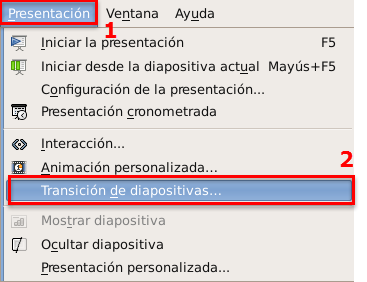 Presentación Ventana Ayuda
1
Iniciar la presentación F5
Iniciar desde la diapositiva actual Mayús+F5
Configuración de la presentación...
Presentación cronometrada
Interacción...
Animación personalizada...
2
Transición de diapositivas...
Mostrar diapositiva
Ocultar diapositiva
Presentación personalizada...